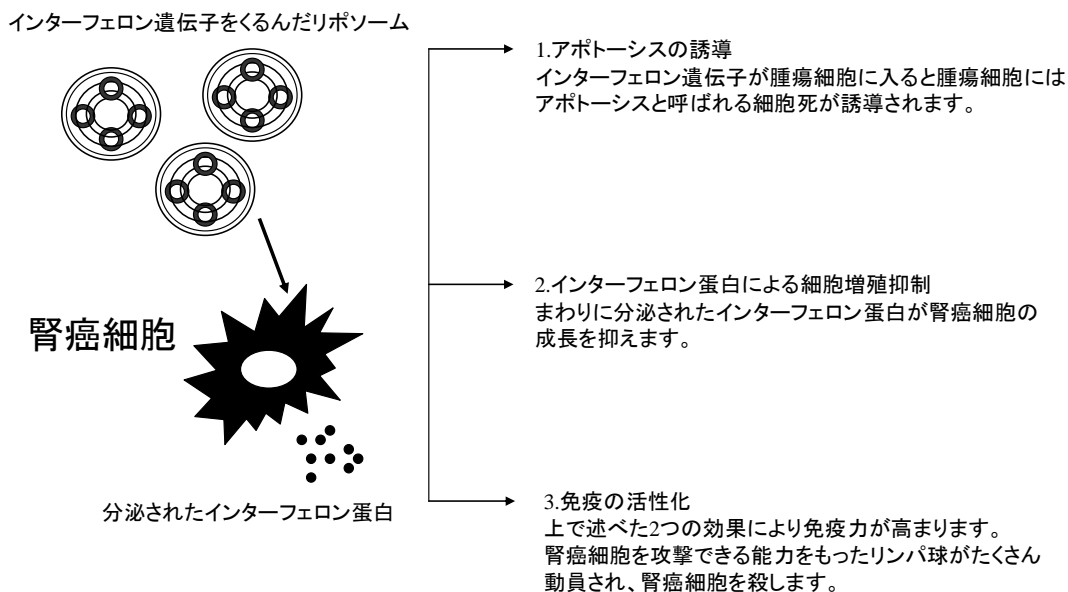 インターフェロン遺伝子をくるんだリポソーム
腎癌細胞
分泌されたインターフェロン蛋白
1.アポトーシスの誘導
インターフェロン遺伝子が腫瘍細胞に入ると腫瘍細胞には
アポトーシスと呼ばれる細胞死が誘導されます。
2.インターフェロン蛋白による細胞増殖抑制
まわりに分泌されたインターフェロン蛋白が腎癌細胞の
成長を抑えます。
3.免疫の活性化
上で述べた2つの効果により免疫力が高まります。
腎癌細胞を攻撃できる能力をもったリンパ球がたくさん
動員され、腎癌細胞を殺します。